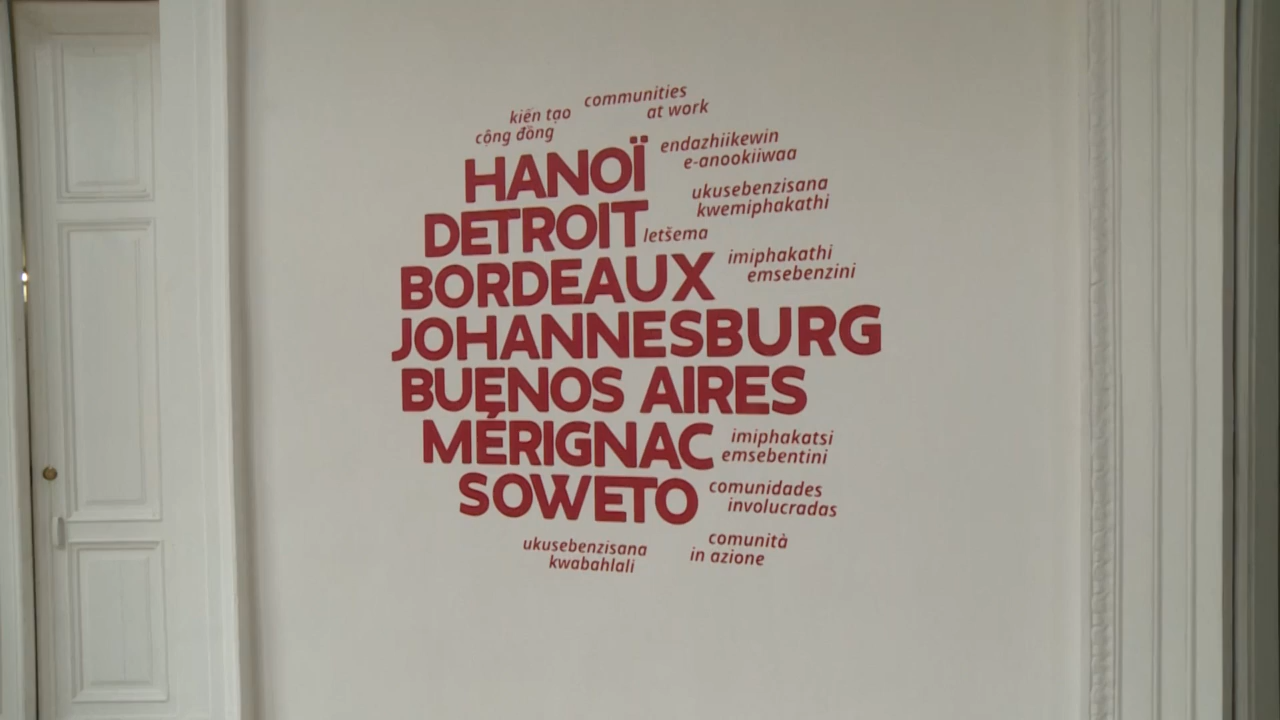 communities
at work
kiến tạo
cộng đồng
endazhiikewin
e-anookiiwaa
HANOÏ
ukusebenzisana
kwemiphakathi
DETROIT
letšema
imiphakathi
emsebenzini
BORDEAUX
JOHANNESBURG
BUENOS AIRES
MÉRIGNAC
imiphakatsi
emsebentini
SOWETO
comunidades
involucradas
ukusebenzisana
kwabahlali
comunità
in azione